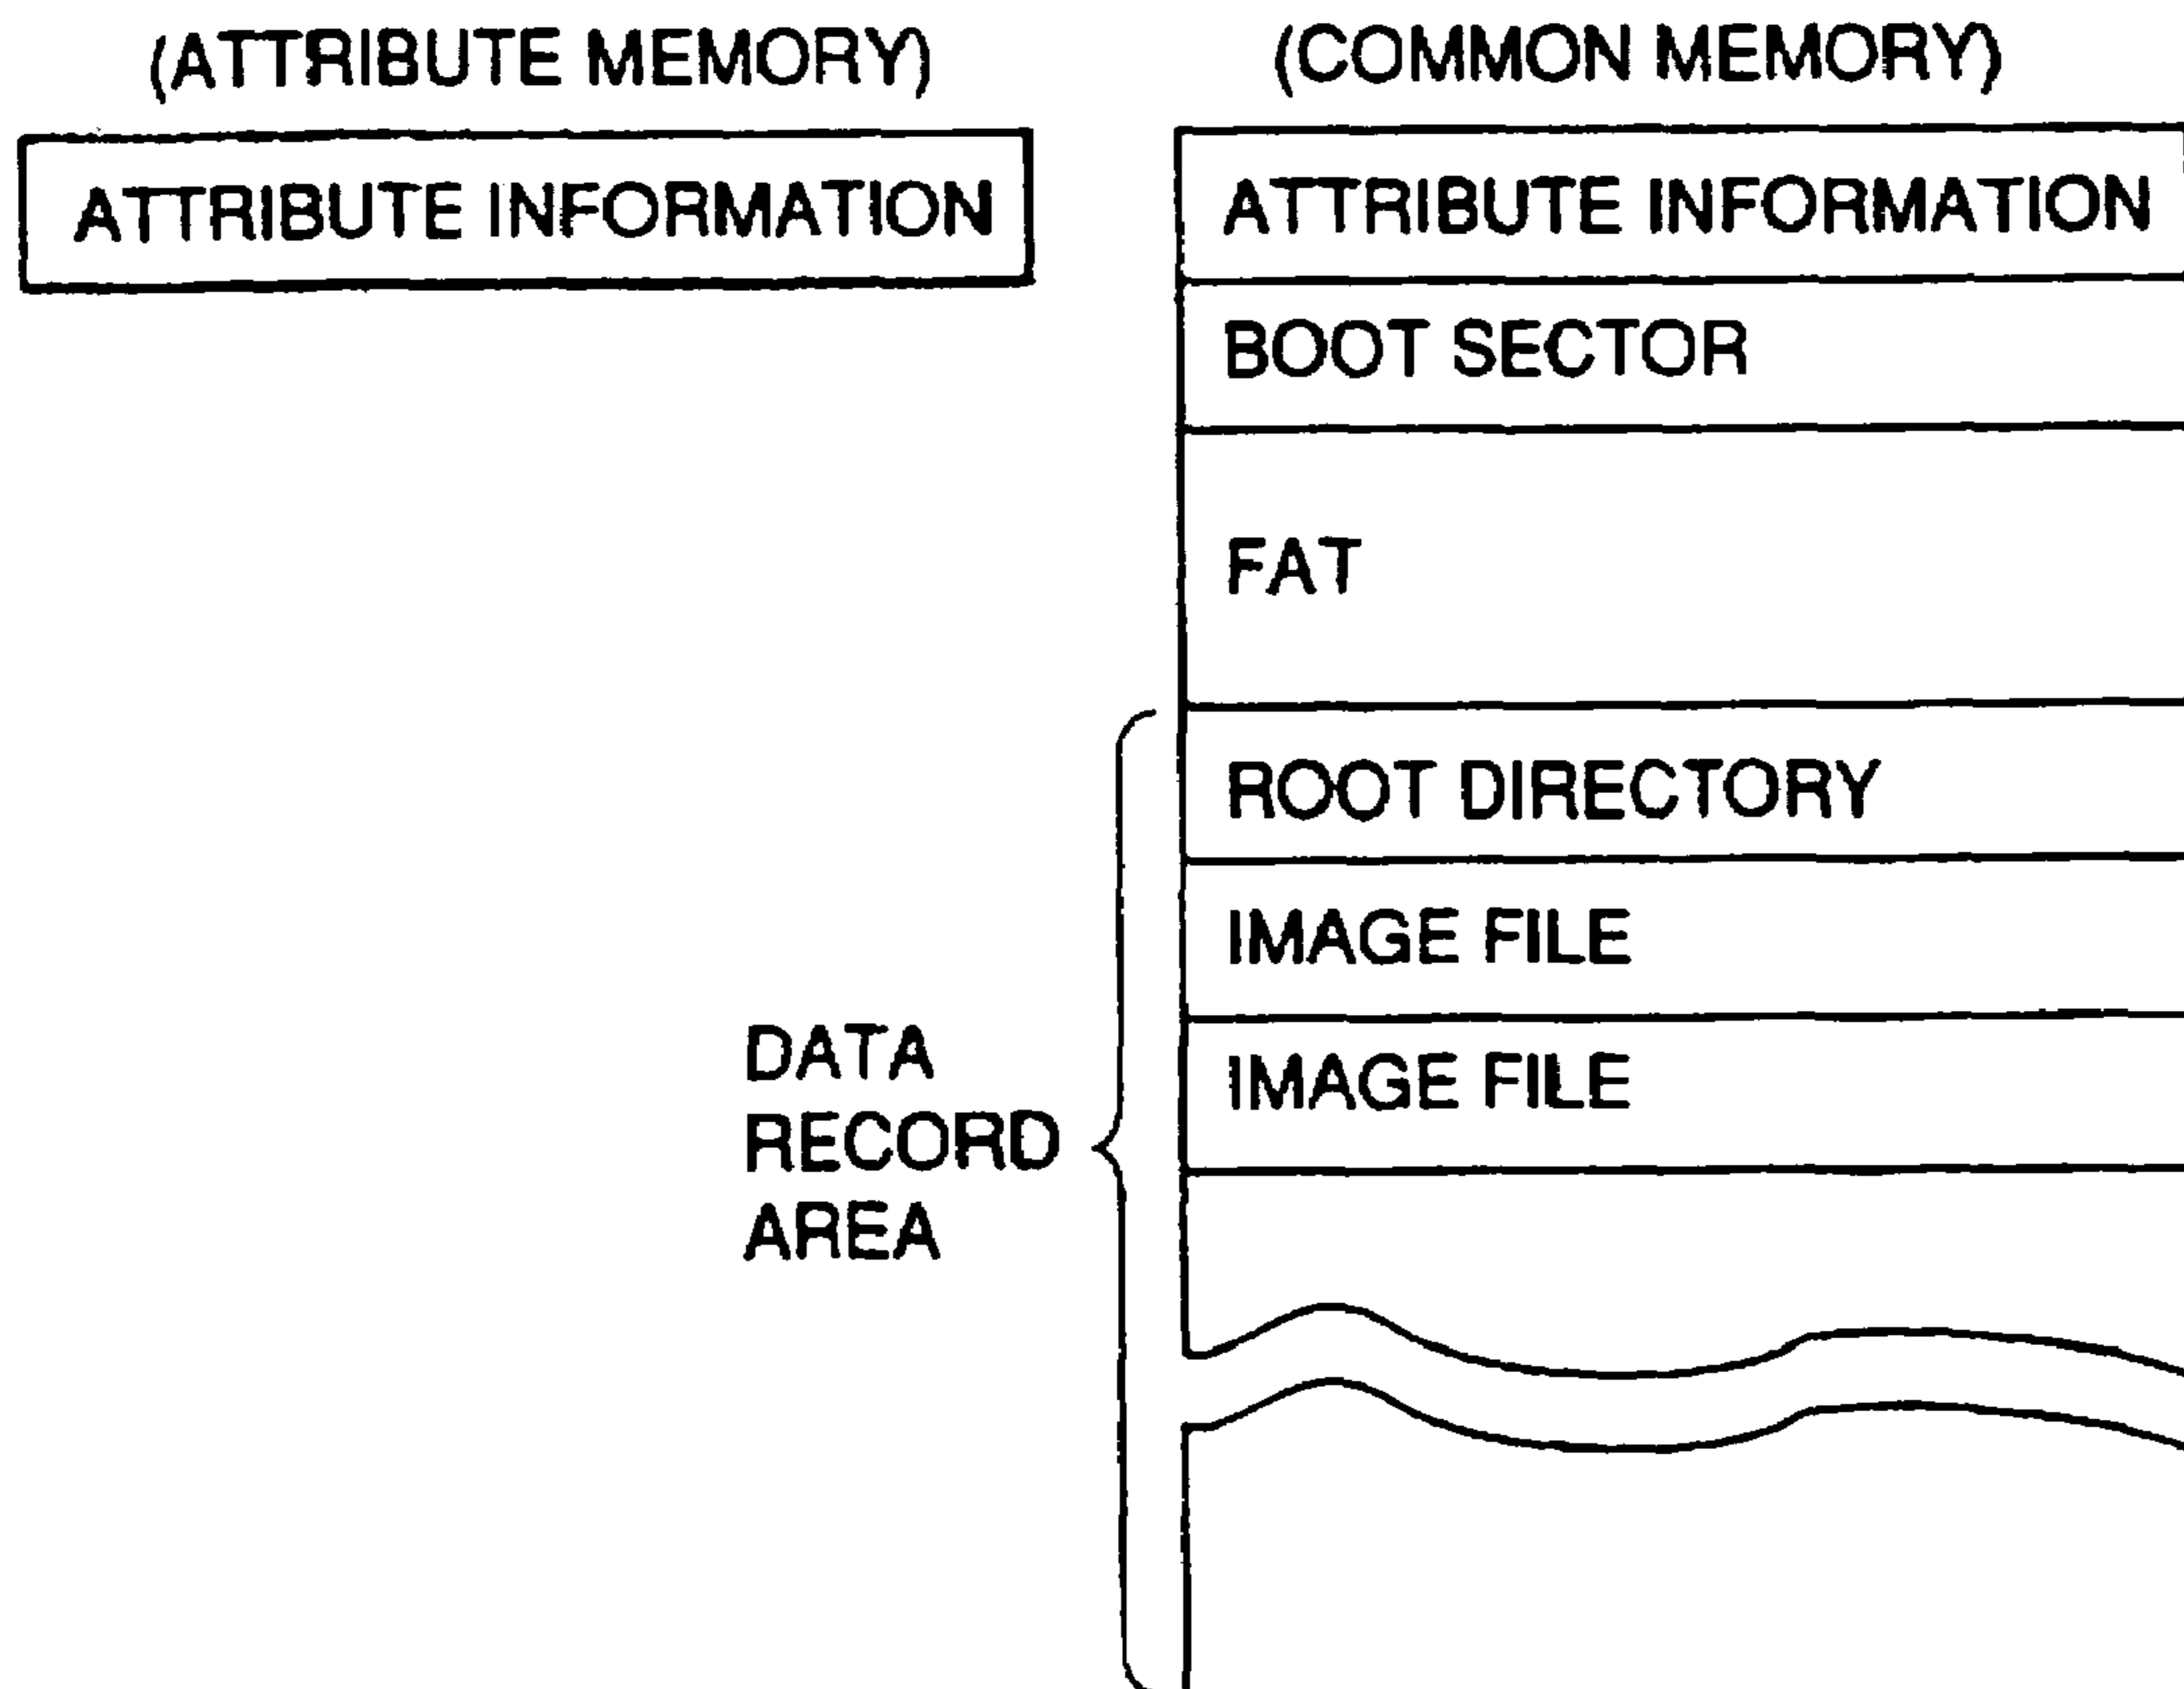 (ATTRIBUTE MEMORY)
ATTRIBUTE INFORMATION
(COMMON MEMORY)
ATTRIBUTE INFORMATION
BOOT SECTOR
FAT
ROOT DIRECTORY
IMAGE FILE
IMAGE FILE
DATA
RECORD
AREA